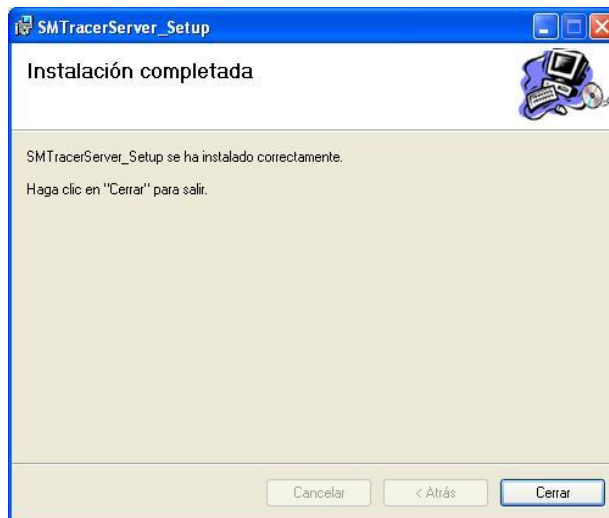 SMTracerServer_Setup
Instalación completada
SMTracerServer_Setup se ha instalado correctamente.
Haga clic en "Cerrar" para salir.
Cancelar
< Atrás
Cerrar